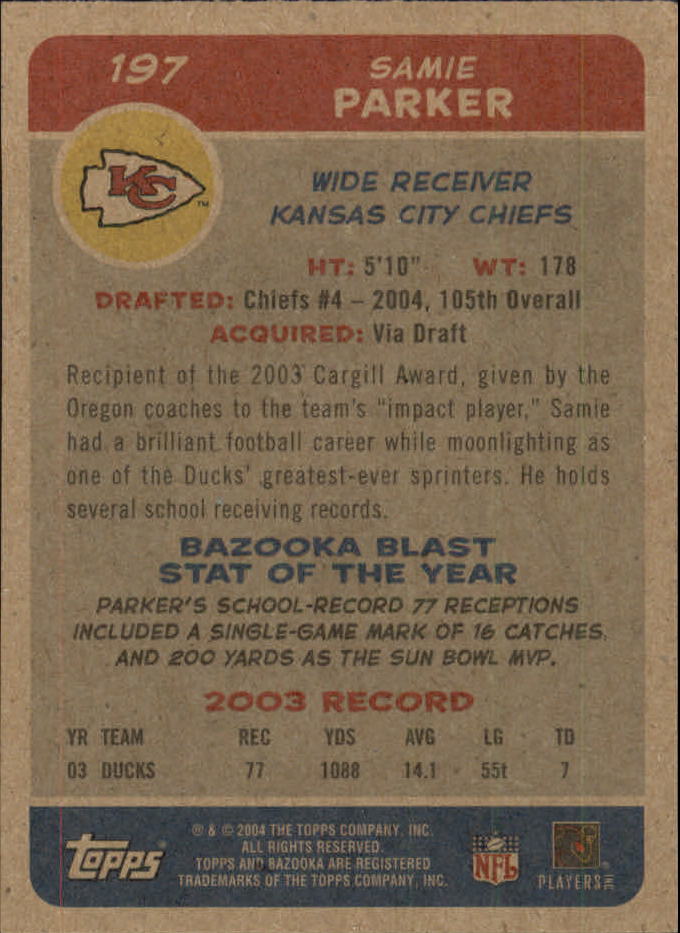 197
SAMIE
PARKER
KC
TM
WIDE RECEIVER
KANSAS CITY CHIEFS
HT: 5'10" WT: 178
DRAFTED: Chiefs #4 – 2004, 105th Overall
ACQUIRED: Via Draft
Recipient of the 2003 Cargill Award, given by the
Oregon coaches to the team's "impact player," Samie
had a brilliant football career while moonlighting as
one of the Ducks' greatest-ever sprinters. He holds
several school receiving records.
BAZOOKA BLAST
STAT OF THE YEAR
PARKER'S SCHOOL-RECORD 77 RECEPTIONS
INCLUDED A SINGLE-GAME MARK OF 16 CATCHES,
AND 200 YARDS AS THE SUN BOWL MVP.
2003 RECORD
YR TEAM REC YDS AVG LG TD
03 DUCKS 77 1088 14.1 55t 7
topps
® & © 2004 THE TOPPS COMPANY, INC.
ALL RIGHTS RESERVED.
TOPPS AND BAZOOKA ARE REGISTERED
TRADEMARKS OF THE TOPPS COMPANY, INC.
NFL
PLAYERS INC